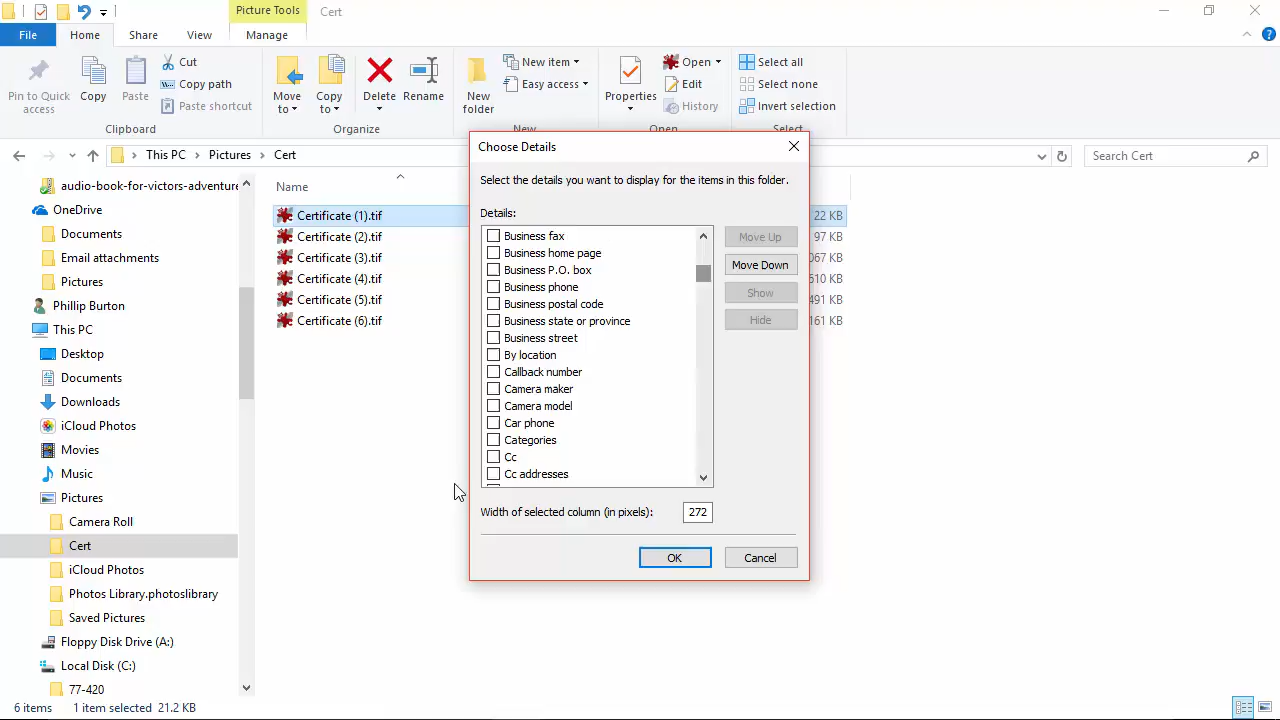 Picture Tools
Cert
File
Home
Share
View
Manage
Pin to Quick access
Copy
Paste
Cut
Copy path
Paste shortcut
Clipboard
Move to
Copy to
Delete
Rename
Organize
New folder
New item
Easy access
New
Properties
Open
Edit
History
Open
Select all
Select none
Invert selection
Select
This PC
Pictures
Cert
Search Cert
audio-book-for-victors-adventure
OneDrive
Documents
Email attachments
Pictures
Phillip Burton
This PC
Desktop
Documents
Downloads
iCloud Photos
Movies
Music
Pictures
Camera Roll
Cert
iCloud Photos
Photos Library.photoslibrary
Saved Pictures
Floppy Disk Drive (A:)
Local Disk (C:)
77-420
Name
Certificate (1).tif
22 KB
Certificate (2).tif
97 KB
Certificate (3).tif
067 KB
Certificate (4).tif
610 KB
Certificate (5).tif
491 KB
Certificate (6).tif
161 KB
Choose Details
Select the details you want to display for the items in this folder.
Details:
Business fax
Business home page
Business P.O. box
Business phone
Business postal code
Business state or province
Business street
By location
Callback number
Camera maker
Camera model
Car phone
Categories
Cc
Cc addresses
Move Up
Move Down
Show
Hide
Width of selected column (in pixels):
272
OK
Cancel
6 items
1 item selected 21.2 KB